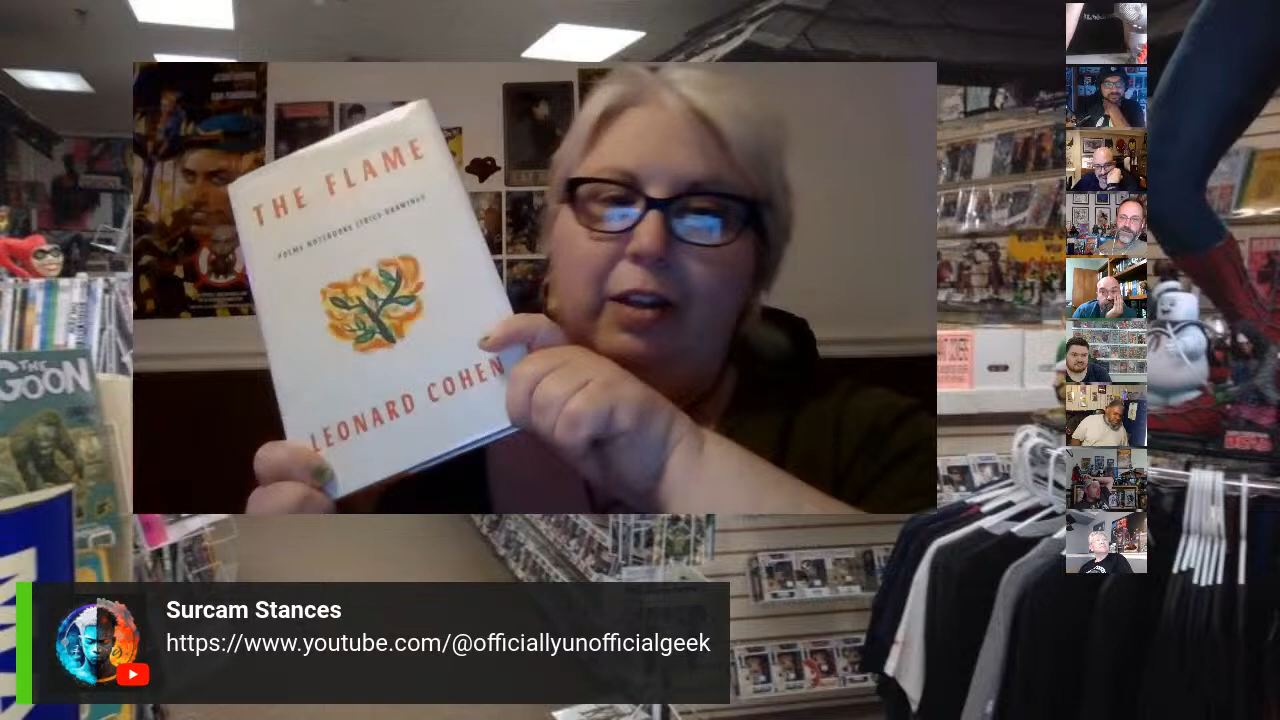 THE FLAME
POEMS NOTEBOOKS LYRICS DRAWINGS
LEONARD COHEN
THE
GOON
Surcam Stances
https://www.youtube.com/@officiallyunofficialgeek